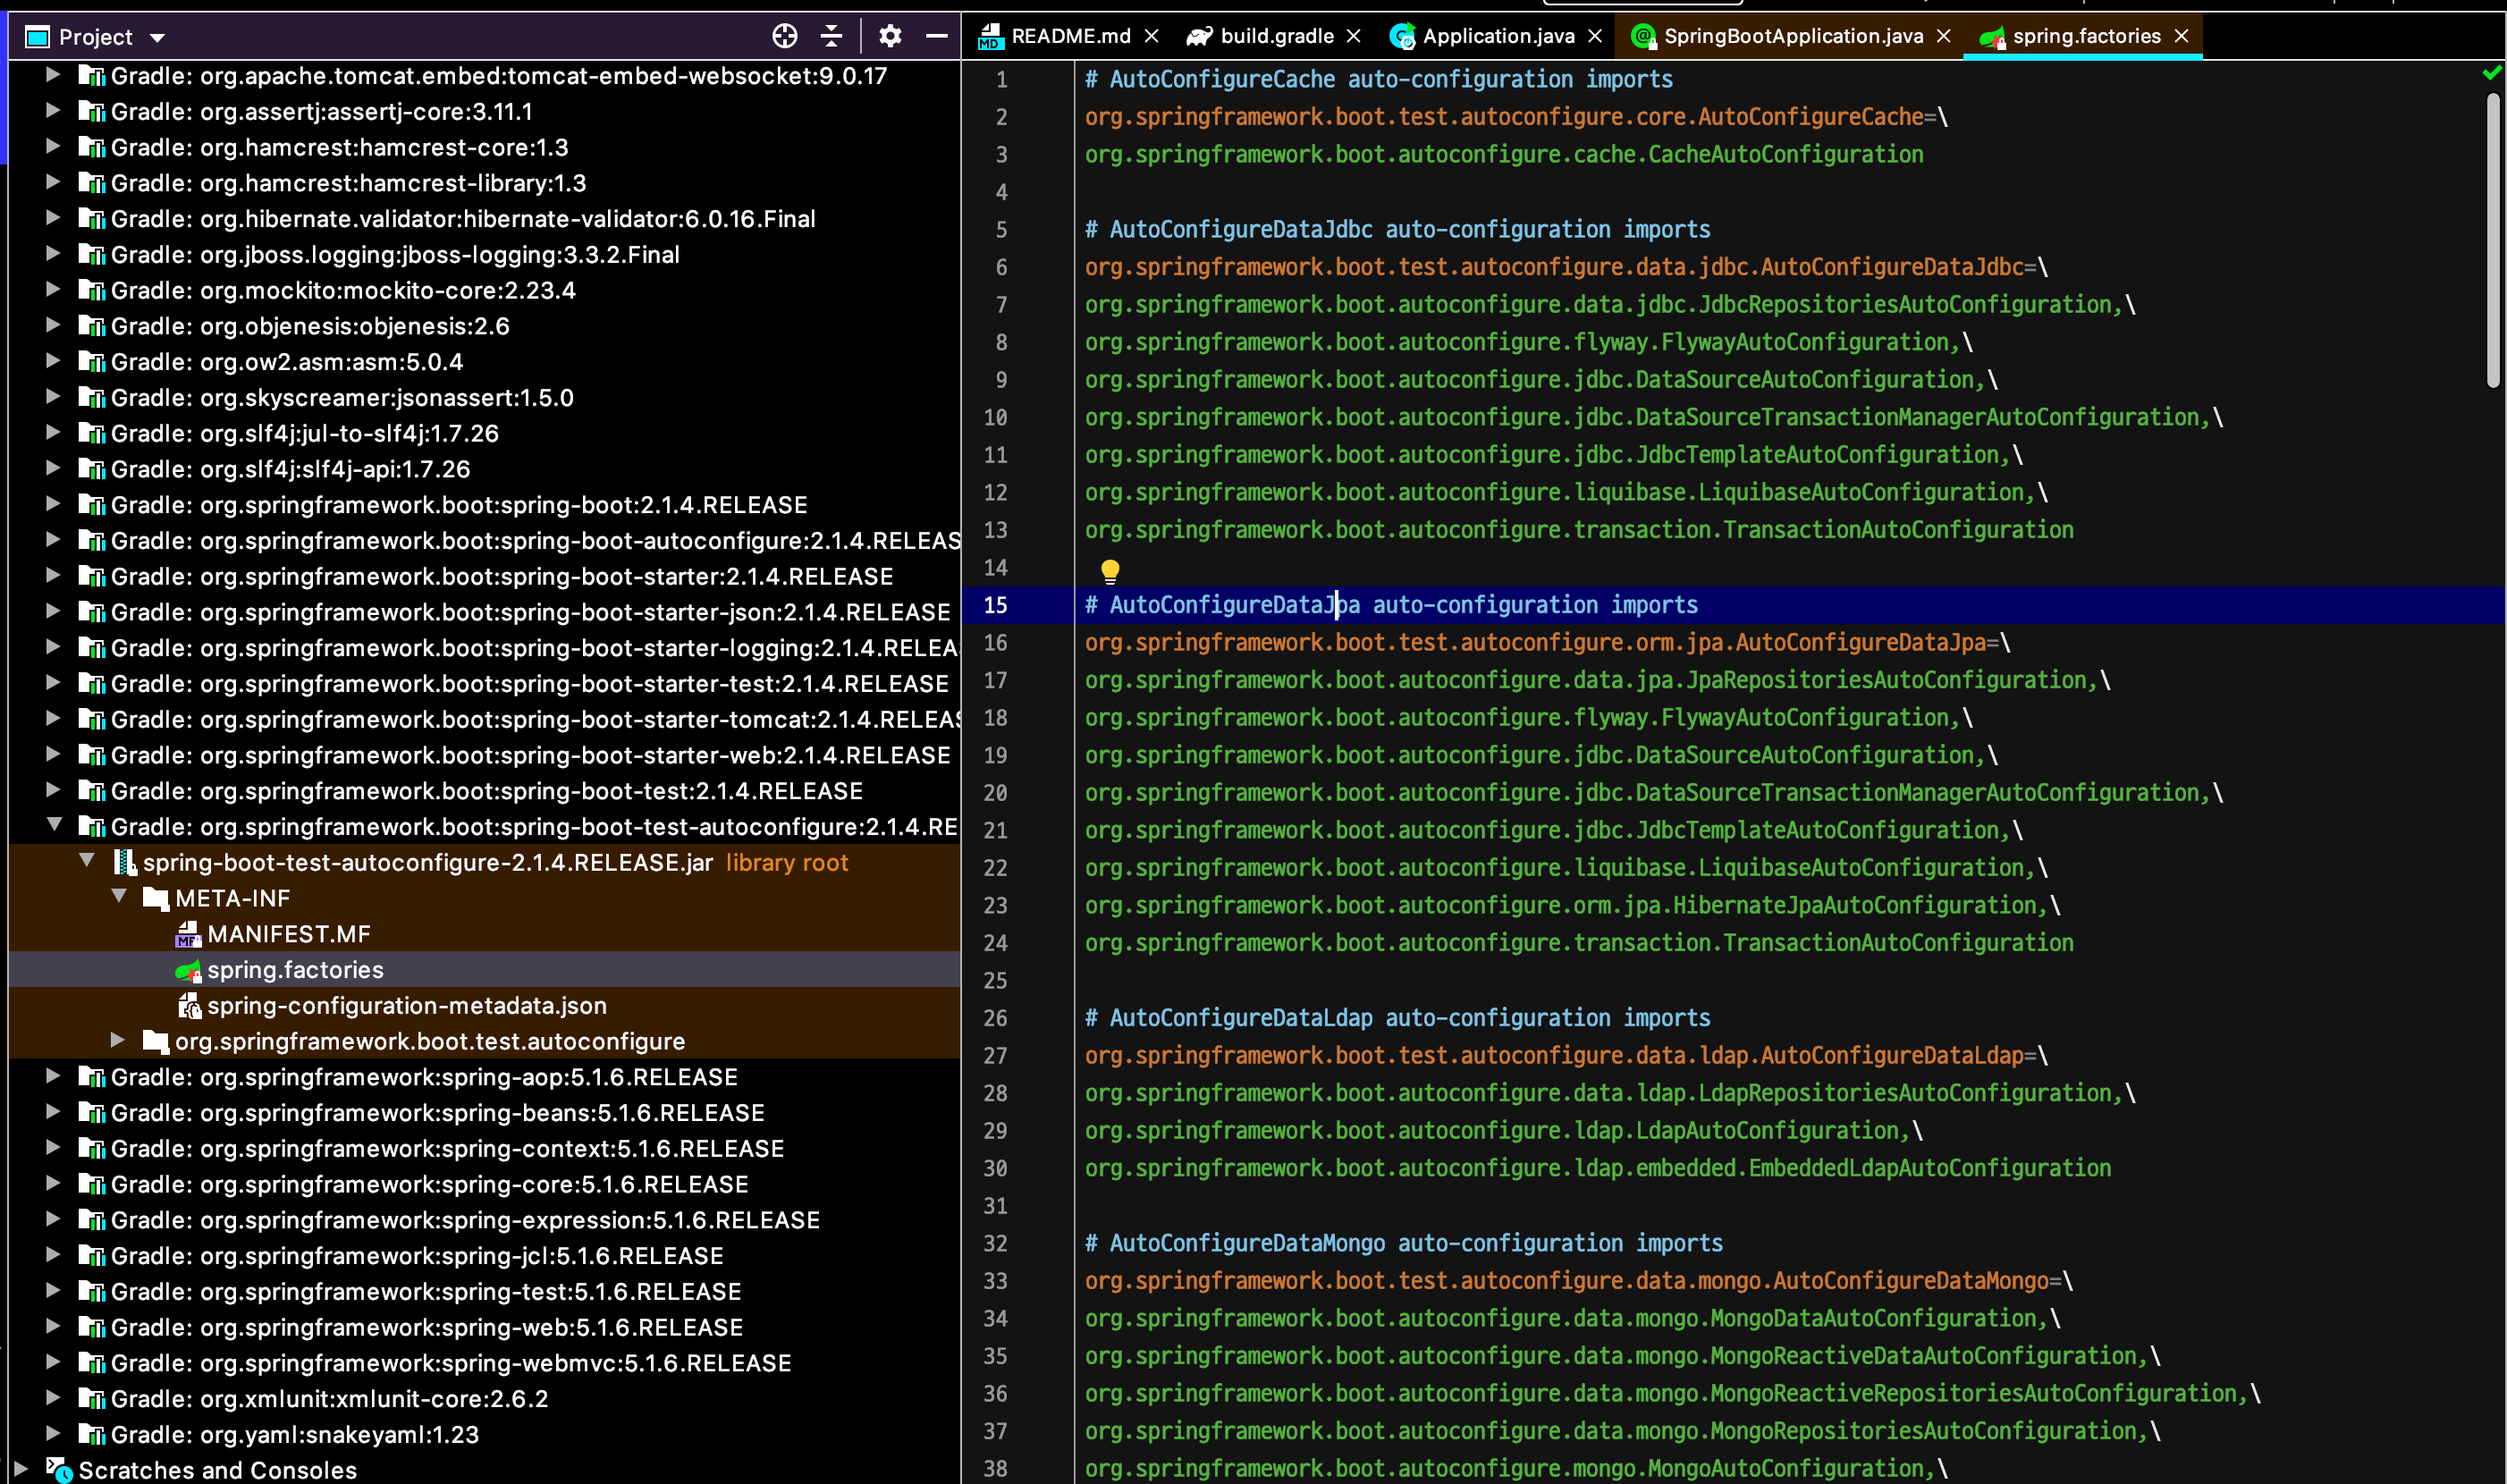 Project
Gradle: org.apache.tomcat.embed:tomcat-embed-websocket:9.0.17
Gradle: org.assertj:assertj-core:3.11.1
Gradle: org.hamcrest:hamcrest-core:1.3
Gradle: org.hamcrest:hamcrest-library:1.3
Gradle: org.hibernate.validator:hibernate-validator:6.0.16.Final
Gradle: org.jboss.logging:jboss-logging:3.3.2.Final
Gradle: org.mockito:mockito-core:2.23.4
Gradle: org.objenesis:objenesis:2.6
Gradle: org.ow2.asm:asm:5.0.4
Gradle: org.skyscreamer:jsonassert:1.5.0
Gradle: org.slf4j:jul-to-slf4j:1.7.26
Gradle: org.slf4j:slf4j-api:1.7.26
Gradle: org.springframework.boot:spring-boot:2.1.4.RELEASE
Gradle: org.springframework.boot:spring-boot-autoconfigure:2.1.4.RELEAS
Gradle: org.springframework.boot:spring-boot-starter:2.1.4.RELEASE
Gradle: org.springframework.boot:spring-boot-starter-json:2.1.4.RELEASE
Gradle: org.springframework.boot:spring-boot-starter-logging:2.1.4.RELEA
Gradle: org.springframework.boot:spring-boot-starter-test:2.1.4.RELEASE
Gradle: org.springframework.boot:spring-boot-starter-tomcat:2.1.4.RELEAS
Gradle: org.springframework.boot:spring-boot-starter-web:2.1.4.RELEASE
Gradle: org.springframework.boot:spring-boot-test:2.1.4.RELEASE
Gradle: org.springframework.boot:spring-boot-test-autoconfigure:2.1.4.RE
spring-boot-test-autoconfigure-2.1.4.RELEASE.jar library root
META-INF
MANIFEST.MF
spring.factories
spring-configuration-metadata.json
org.springframework.boot.test.autoconfigure
Gradle: org.springframework:spring-aop:5.1.6.RELEASE
Gradle: org.springframework:spring-beans:5.1.6.RELEASE
Gradle: org.springframework:spring-context:5.1.6.RELEASE
Gradle: org.springframework:spring-core:5.1.6.RELEASE
Gradle: org.springframework:spring-expression:5.1.6.RELEASE
Gradle: org.springframework:spring-jcl:5.1.6.RELEASE
Gradle: org.springframework:spring-test:5.1.6.RELEASE
Gradle: org.springframework:spring-web:5.1.6.RELEASE
Gradle: org.springframework:spring-webmvc:5.1.6.RELEASE
Gradle: org.xmlunit:xmlunit-core:2.6.2
Gradle: org.yaml:snakeyaml:1.23
Scratches and Consoles
README.md build.gradle Application.java SpringBootApplication.java spring.factories
1 # AutoConfigureCache auto-configuration imports
2 org.springframework.boot.test.autoconfigure.core.AutoConfigureCache=\
3 org.springframework.boot.autoconfigure.cache.CacheAutoConfiguration
4
5 # AutoConfigureDataJdbc auto-configuration imports
6 org.springframework.boot.test.autoconfigure.data.jdbc.AutoConfigureDataJdbc=\
7 org.springframework.boot.autoconfigure.data.jdbc.JdbcRepositoriesAutoConfiguration,\
8 org.springframework.boot.autoconfigure.flyway.FlywayAutoConfiguration,\
9 org.springframework.boot.autoconfigure.jdbc.DataSourceAutoConfiguration,\
10 org.springframework.boot.autoconfigure.jdbc.DataSourceTransactionManagerAutoConfiguration,\
11 org.springframework.boot.autoconfigure.jdbc.JdbcTemplateAutoConfiguration,\
12 org.springframework.boot.autoconfigure.liquibase.LiquibaseAutoConfiguration,\
13 org.springframework.boot.autoconfigure.transaction.TransactionAutoConfiguration
14
15 # AutoConfigureDataJpa auto-configuration imports
16 org.springframework.boot.test.autoconfigure.orm.jpa.AutoConfigureDataJpa=\
17 org.springframework.boot.autoconfigure.data.jpa.JpaRepositoriesAutoConfiguration,\
18 org.springframework.boot.autoconfigure.flyway.FlywayAutoConfiguration,\
19 org.springframework.boot.autoconfigure.jdbc.DataSourceAutoConfiguration,\
20 org.springframework.boot.autoconfigure.jdbc.DataSourceTransactionManagerAutoConfiguration,\
21 org.springframework.boot.autoconfigure.jdbc.JdbcTemplateAutoConfiguration,\
22 org.springframework.boot.autoconfigure.liquibase.LiquibaseAutoConfiguration,\
23 org.springframework.boot.autoconfigure.orm.jpa.HibernateJpaAutoConfiguration,\
24 org.springframework.boot.autoconfigure.transaction.TransactionAutoConfiguration
25
26 # AutoConfigureDataLdap auto-configuration imports
27 org.springframework.boot.test.autoconfigure.data.ldap.AutoConfigureDataLdap=\
28 org.springframework.boot.autoconfigure.data.ldap.LdapRepositoriesAutoConfiguration,\
29 org.springframework.boot.autoconfigure.ldap.LdapAutoConfiguration,\
30 org.springframework.boot.autoconfigure.ldap.embedded.EmbeddedLdapAutoConfiguration
31
32 # AutoConfigureDataMongo auto-configuration imports
33 org.springframework.boot.test.autoconfigure.data.mongo.AutoConfigureDataMongo=\
34 org.springframework.boot.autoconfigure.data.mongo.MongoDataAutoConfiguration,\
35 org.springframework.boot.autoconfigure.data.mongo.MongoReactiveDataAutoConfiguration,\
36 org.springframework.boot.autoconfigure.data.mongo.MongoReactiveRepositoriesAutoConfiguration,\
37 org.springframework.boot.autoconfigure.data.mongo.MongoRepositoriesAutoConfiguration,\
38 org.springframework.boot.autoconfigure.mongo.MongoAutoConfiguration,\